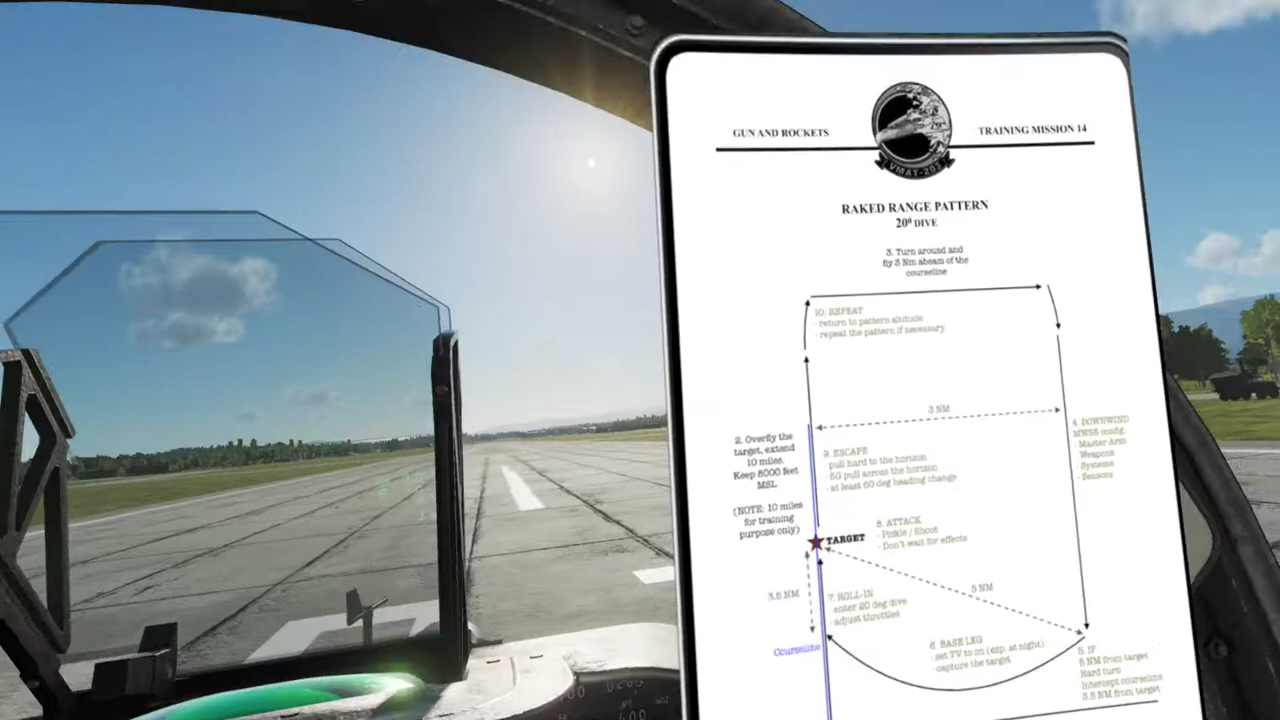 GUN AND ROCKETS
TRAINING MISSION 14
VMAT-203
RAKED RANGE PATTERN
20⁰ DIVE
3. Turn around and
fly 3 Nm abeam of the
courseline
10. REPEAT
- return to pattern altitude
- repeat the pattern if necessary
3 NM
2. Overfly the
target, extend
10 miles.
Keep 8000 feet
MSL
(NOTE: 10 miles
for training
purpose only)
9. ESCAPE
- pull hard to the horizon
- 5G pull across the horizon
- at least 60 deg heading change
4. DOWNWIND
MWSS config.
- Master Arm
- Weapons
- Systems
- Sensors
8. ATTACK
- Pickle / Shoot
- Don't wait for effects
TARGET
3.5 NM
5 NM
7. ROLL-IN
- enter 20 deg dive
- adjust throttles
Courseline
6. BASE LEG
- set TV to on (esp. at night)
- capture the target
5. IF
5 NM from target
Hard turn
Intercept courseline
3.5 NM from target